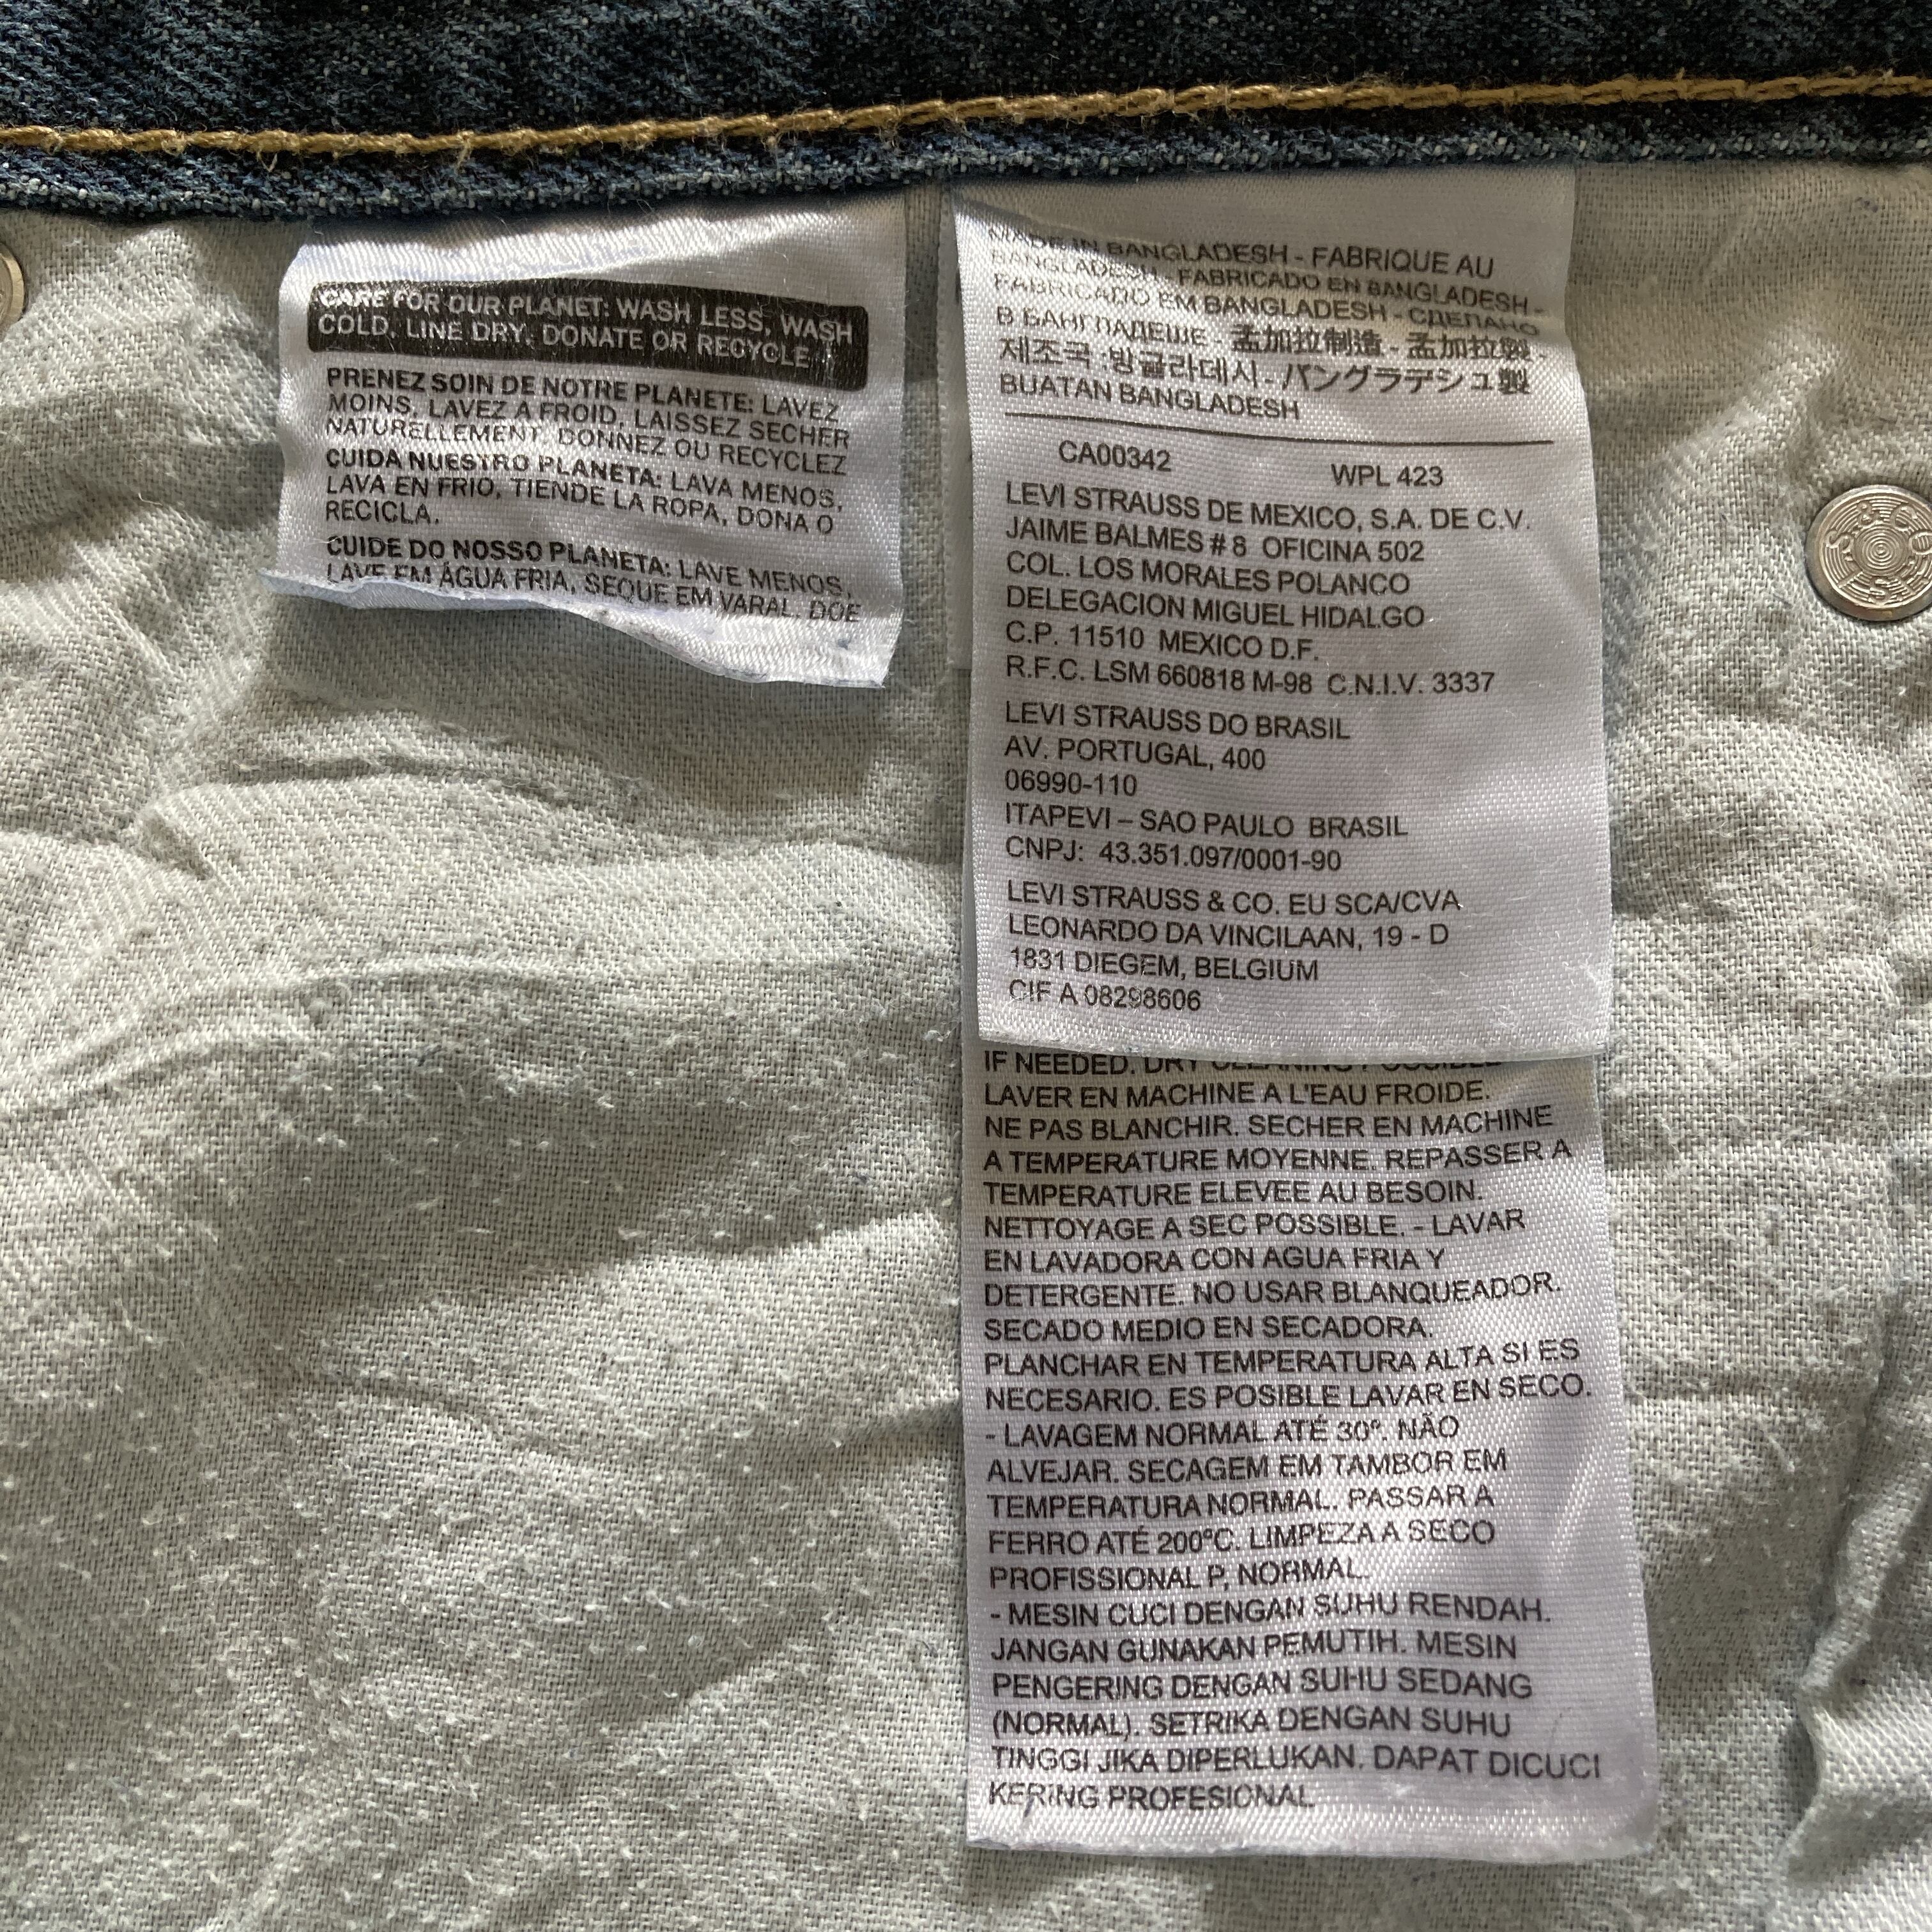 CARE FOR OUR PLANET: WASH LESS, WASH
COLD, LINE DRY, DONATE OR RECYCLE
PRENEZ SOIN DE NOTRE PLANETE: LAVEZ
MOINS, LAVEZ A FROID, LAISSEZ SECHER
NATURELLEMENT, DONNEZ OU RECYCLEZ
CUIDA NUESTRO PLANETA: LAVA MENOS,
LAVA EN FRIO, TIENDE LA ROPA, DONA O
RECICLA.
CUIDE DO NOSSO PLANETA: LAVE MENOS,
LAVE EM ÁGUA FRIA, SEQUE EM VARAL. DOE
MADE IN BANGLADESH - FABRIQUE AU
BANGLADESH - FABRICADO EN BANGLADESH -
FABRICADO EM BANGLADESH - СДЕЛАНО
В БАНГЛАДЕШЕ - 孟加拉制造 - 孟加拉製 -
제조국 :방글라데시 - バングラデシュ製
BUATAN BANGLADESH
CA00342 WPL 423
LEVI STRAUSS DE MEXICO, S.A. DE C.V.
JAIME BALMES # 8 OFICINA 502
COL. LOS MORALES POLANCO
DELEGACION MIGUEL HIDALGO
C.P. 11510 MEXICO D.F.
R.F.C. LSM 660818 M-98 C.N.I.V. 3337
LEVI STRAUSS DO BRASIL
AV. PORTUGAL, 400
06990-110
ITAPEVI – SAO PAULO BRASIL
CNPJ: 43.351.097/0001-90
LEVI STRAUSS & CO. EU SCA/CVA
LEONARDO DA VINCILAAN, 19 - D
1831 DIEGEM, BELGIUM
CIF A 08298606
IF NEEDED. DRY CLEANING POSSIBLE
LAVER EN MACHINE A L'EAU FROIDE.
NE PAS BLANCHIR. SECHER EN MACHINE
A TEMPERATURE MOYENNE. REPASSER A
TEMPERATURE ELEVEE AU BESOIN.
NETTOYAGE A SEC POSSIBLE. - LAVAR
EN LAVADORA CON AGUA FRIA Y
DETERGENTE. NO USAR BLANQUEADOR.
SECADO MEDIO EN SECADORA.
PLANCHAR EN TEMPERATURA ALTA SI ES
NECESARIO. ES POSIBLE LAVAR EN SECO.
- LAVAGEM NORMAL ATÉ 30°. NÃO
ALVEJAR. SECAGEM EM TAMBOR EM
TEMPERATURA NORMAL. PASSAR A
FERRO ATÉ 200°C. LIMPEZA A SECO
PROFISSIONAL P, NORMAL.
- MESIN CUCI DENGAN SUHU RENDAH.
JANGAN GUNAKAN PEMUTIH. MESIN
PENGERING DENGAN SUHU SEDANG
(NORMAL). SETRIKA DENGAN SUHU
TINGGI JIKA DIPERLUKAN. DAPAT DICUCI
KERING PROFESIONAL